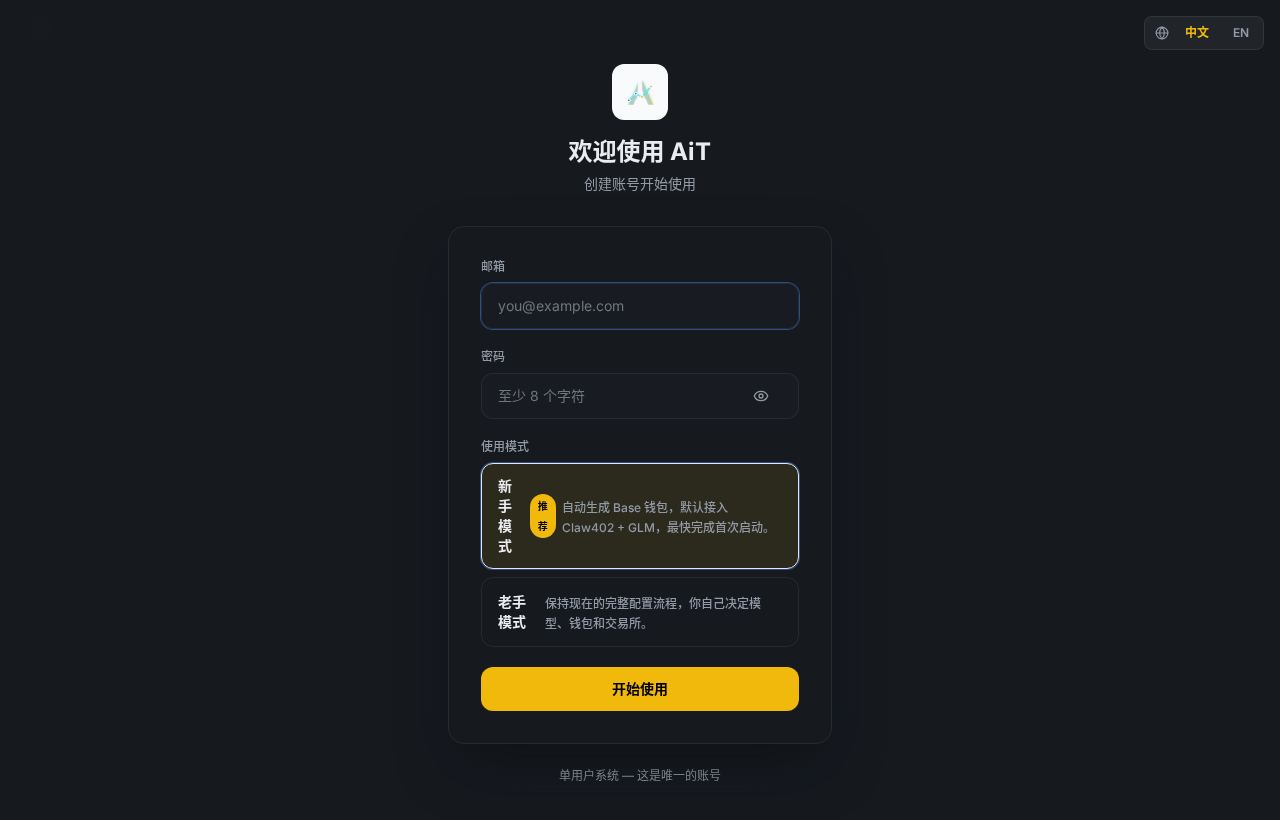 中文 EN
欢迎使用 AiT
创建账号开始使用
邮箱
you@example.com
密码
至少 8 个字符
使用模式
新手模式
推荐
自动生成 Base 钱包，默认接入
Claw402 + GLM，最快完成首次启动。
老手
模式
保持现在的完整配置流程，你自己决定模
型、钱包和交易所。
开始使用
单用户系统 — 这是唯一的账号